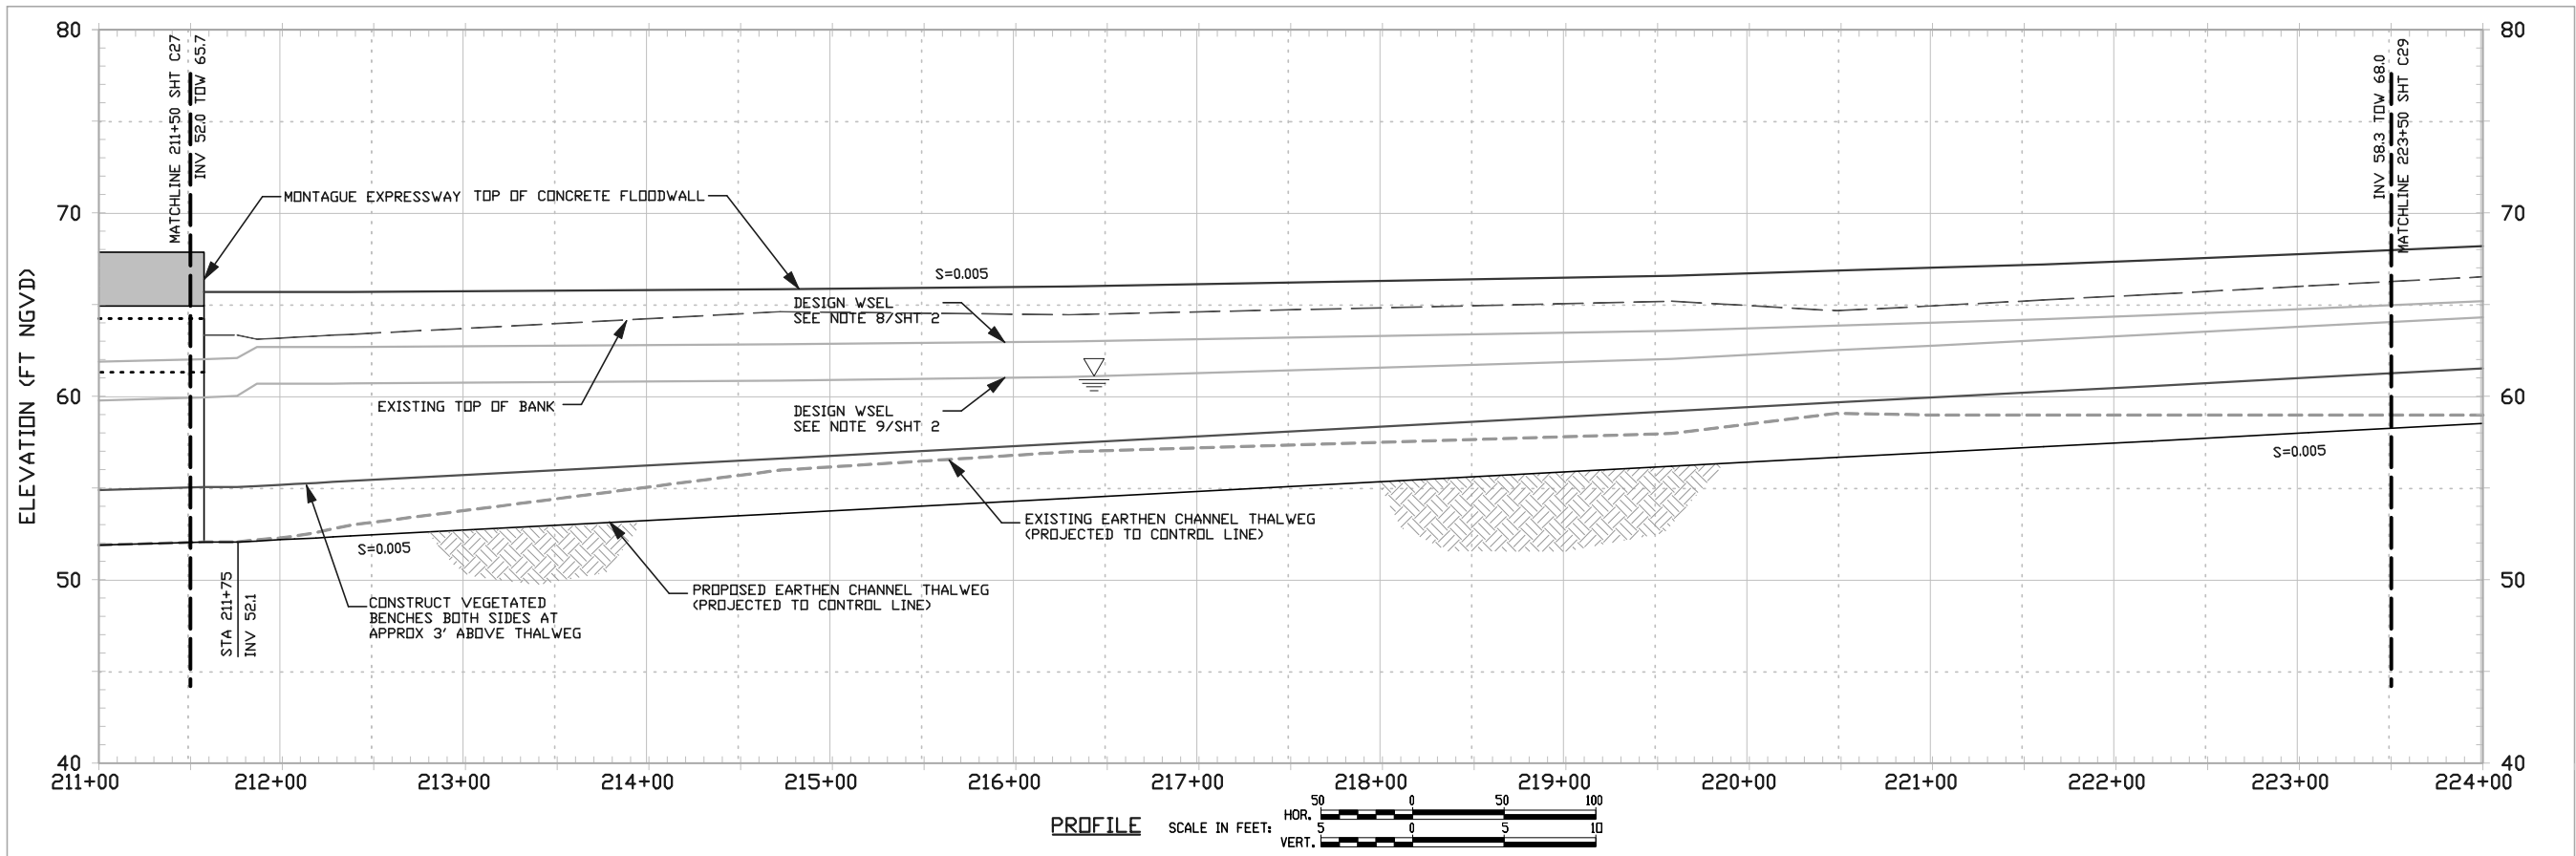 80
80
MATCHLINE 211+50 SHT C27
INV 52.0 TOW 65.7
INV 58.3 TOW 68.0
MATCHLINE 223+50 SHT C29
MONTAGUE EXPRESSWAY
TOP OF CONCRETE FLOODWALL
70
70
S=0.005
DESIGN WSEL
SEE NOTE 8/SHT 2
ELEVATION (FT NGVD)
60
60
EXISTING TOP OF BANK
DESIGN WSEL
SEE NOTE 9/SHT 2
S=0.005
EXISTING EARTHEN CHANNEL THALWEG
(PROJECTED TO CONTROL LINE)
S=0.005
50
50
STA 211+75
INV 52.1
CONSTRUCT VEGETATED
BENCHES BOTH SIDES AT
APPROX 3' ABOVE THALWEG
PROPOSED EARTHEN CHANNEL THALWEG
(PROJECTED TO CONTROL LINE)
40
40
211+00 212+00 213+00 214+00 215+00 216+00 217+00 218+00 219+00 220+00 221+00 222+00 223+00 224+00
PROFILE
SCALE IN FEET:
50 0 50 100
HOR.
5 0 5 10
VERT.